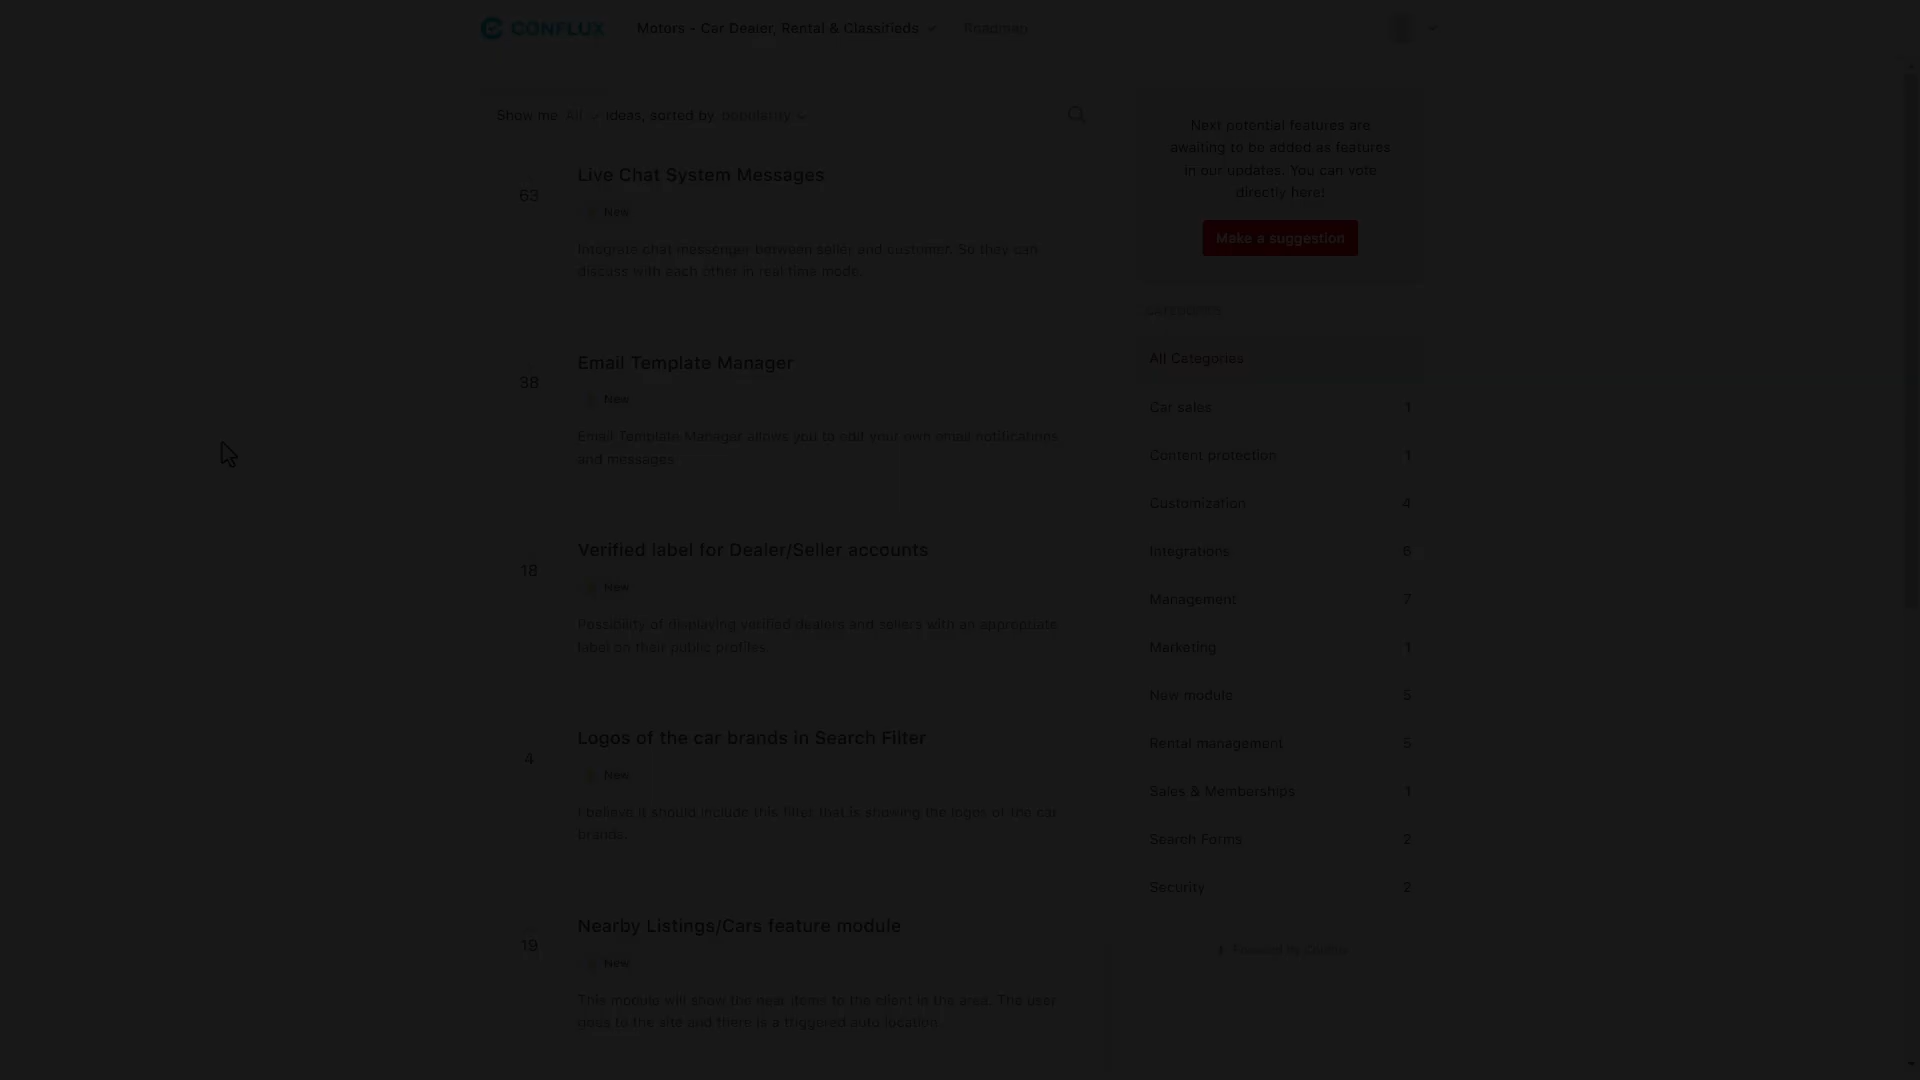 CONFLUX
Motors - Car Dealer, Rental & Classifieds
Roadmap
Show me All ideas, sorted by popularity
63
Live Chat System Messages
New
Integrate chat messenger between seller and customer. So they can
discuss with each other in real time mode.
38
Email Template Manager
New
Email Template Manager allows you to edit your own email notifications
and messages
18
Verified label for Dealer/Seller accounts
New
Possibility of displaying verified dealers and sellers with an appropriate
label on their public profiles.
4
Logos of the car brands in Search Filter
New
I believe it should include this filter that is showing the logos of the car
brands.
19
Nearby Listings/Cars feature module
New
This module will show the near items to the client in the area. The user
goes to the site and there is a triggered auto location.
Next potential features are
awaiting to be added as features
in our updates. You can vote
directly here!
Make a suggestion
CATEGORIES
All Categories
Car sales 1
Content protection 1
Customization 4
Integrations 6
Management 7
Marketing 1
New module 5
Rental management 5
Sales & Memberships 1
Search Forms 2
Security 2
Powered by Conflux